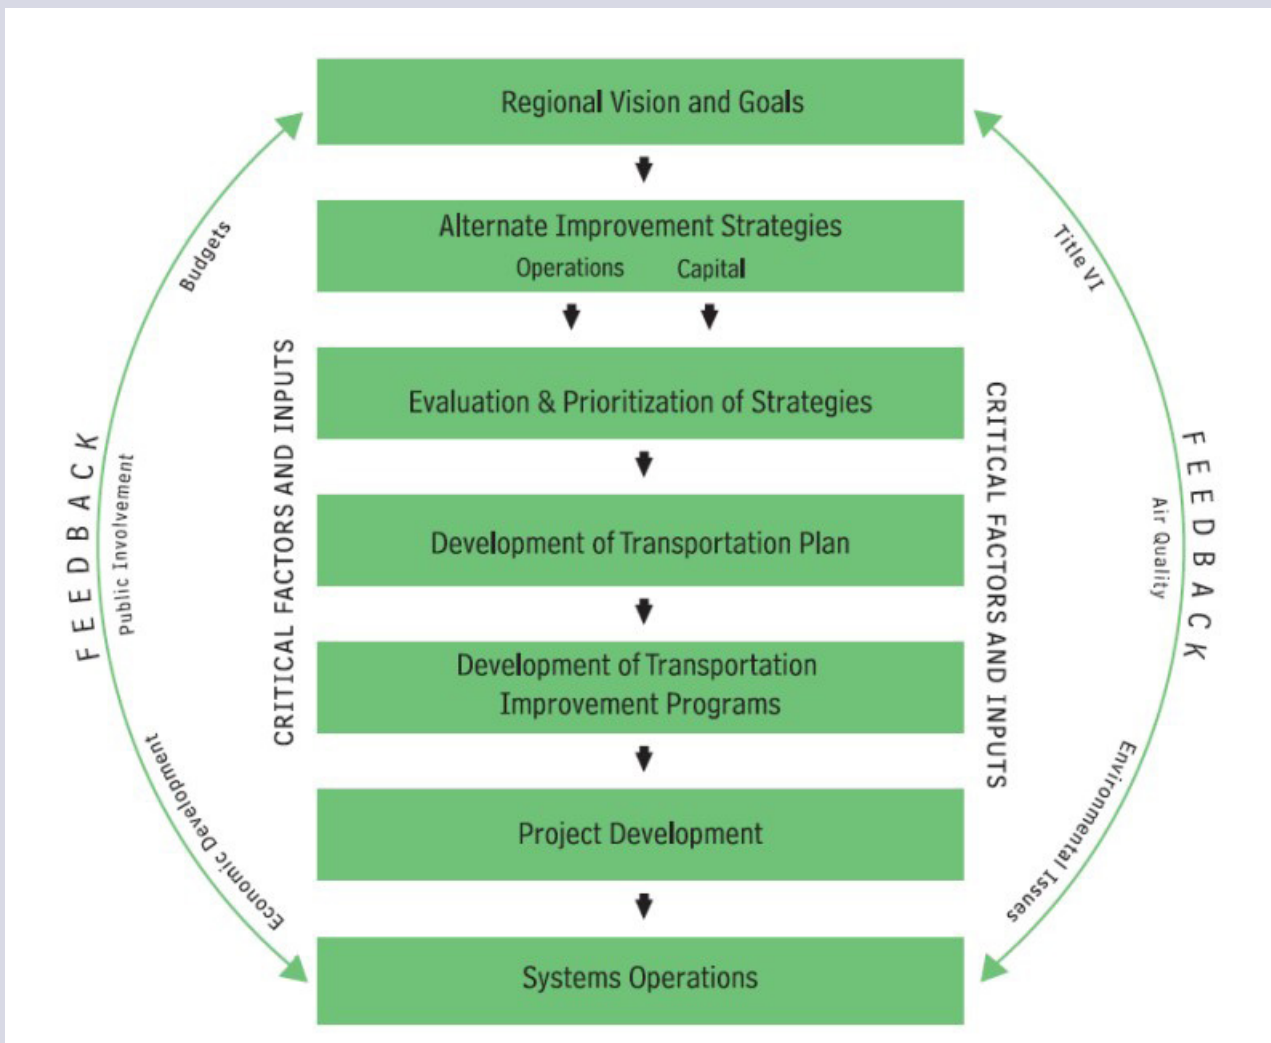 Regional Vision and Goals
Alternate Improvement Strategies
Operations Capital
Evaluation & Prioritization of Strategies
Development of Transportation Plan
Development of Transportation
Improvement Programs
Project Development
Systems Operations
FEEDBACK
Budgets
Public Involvement
Economic Development
CRITICAL FACTORS AND INPUTS
CRITICAL FACTORS AND INPUTS
Title VI
Air Quality
Environmental Issues
FEEDBACK